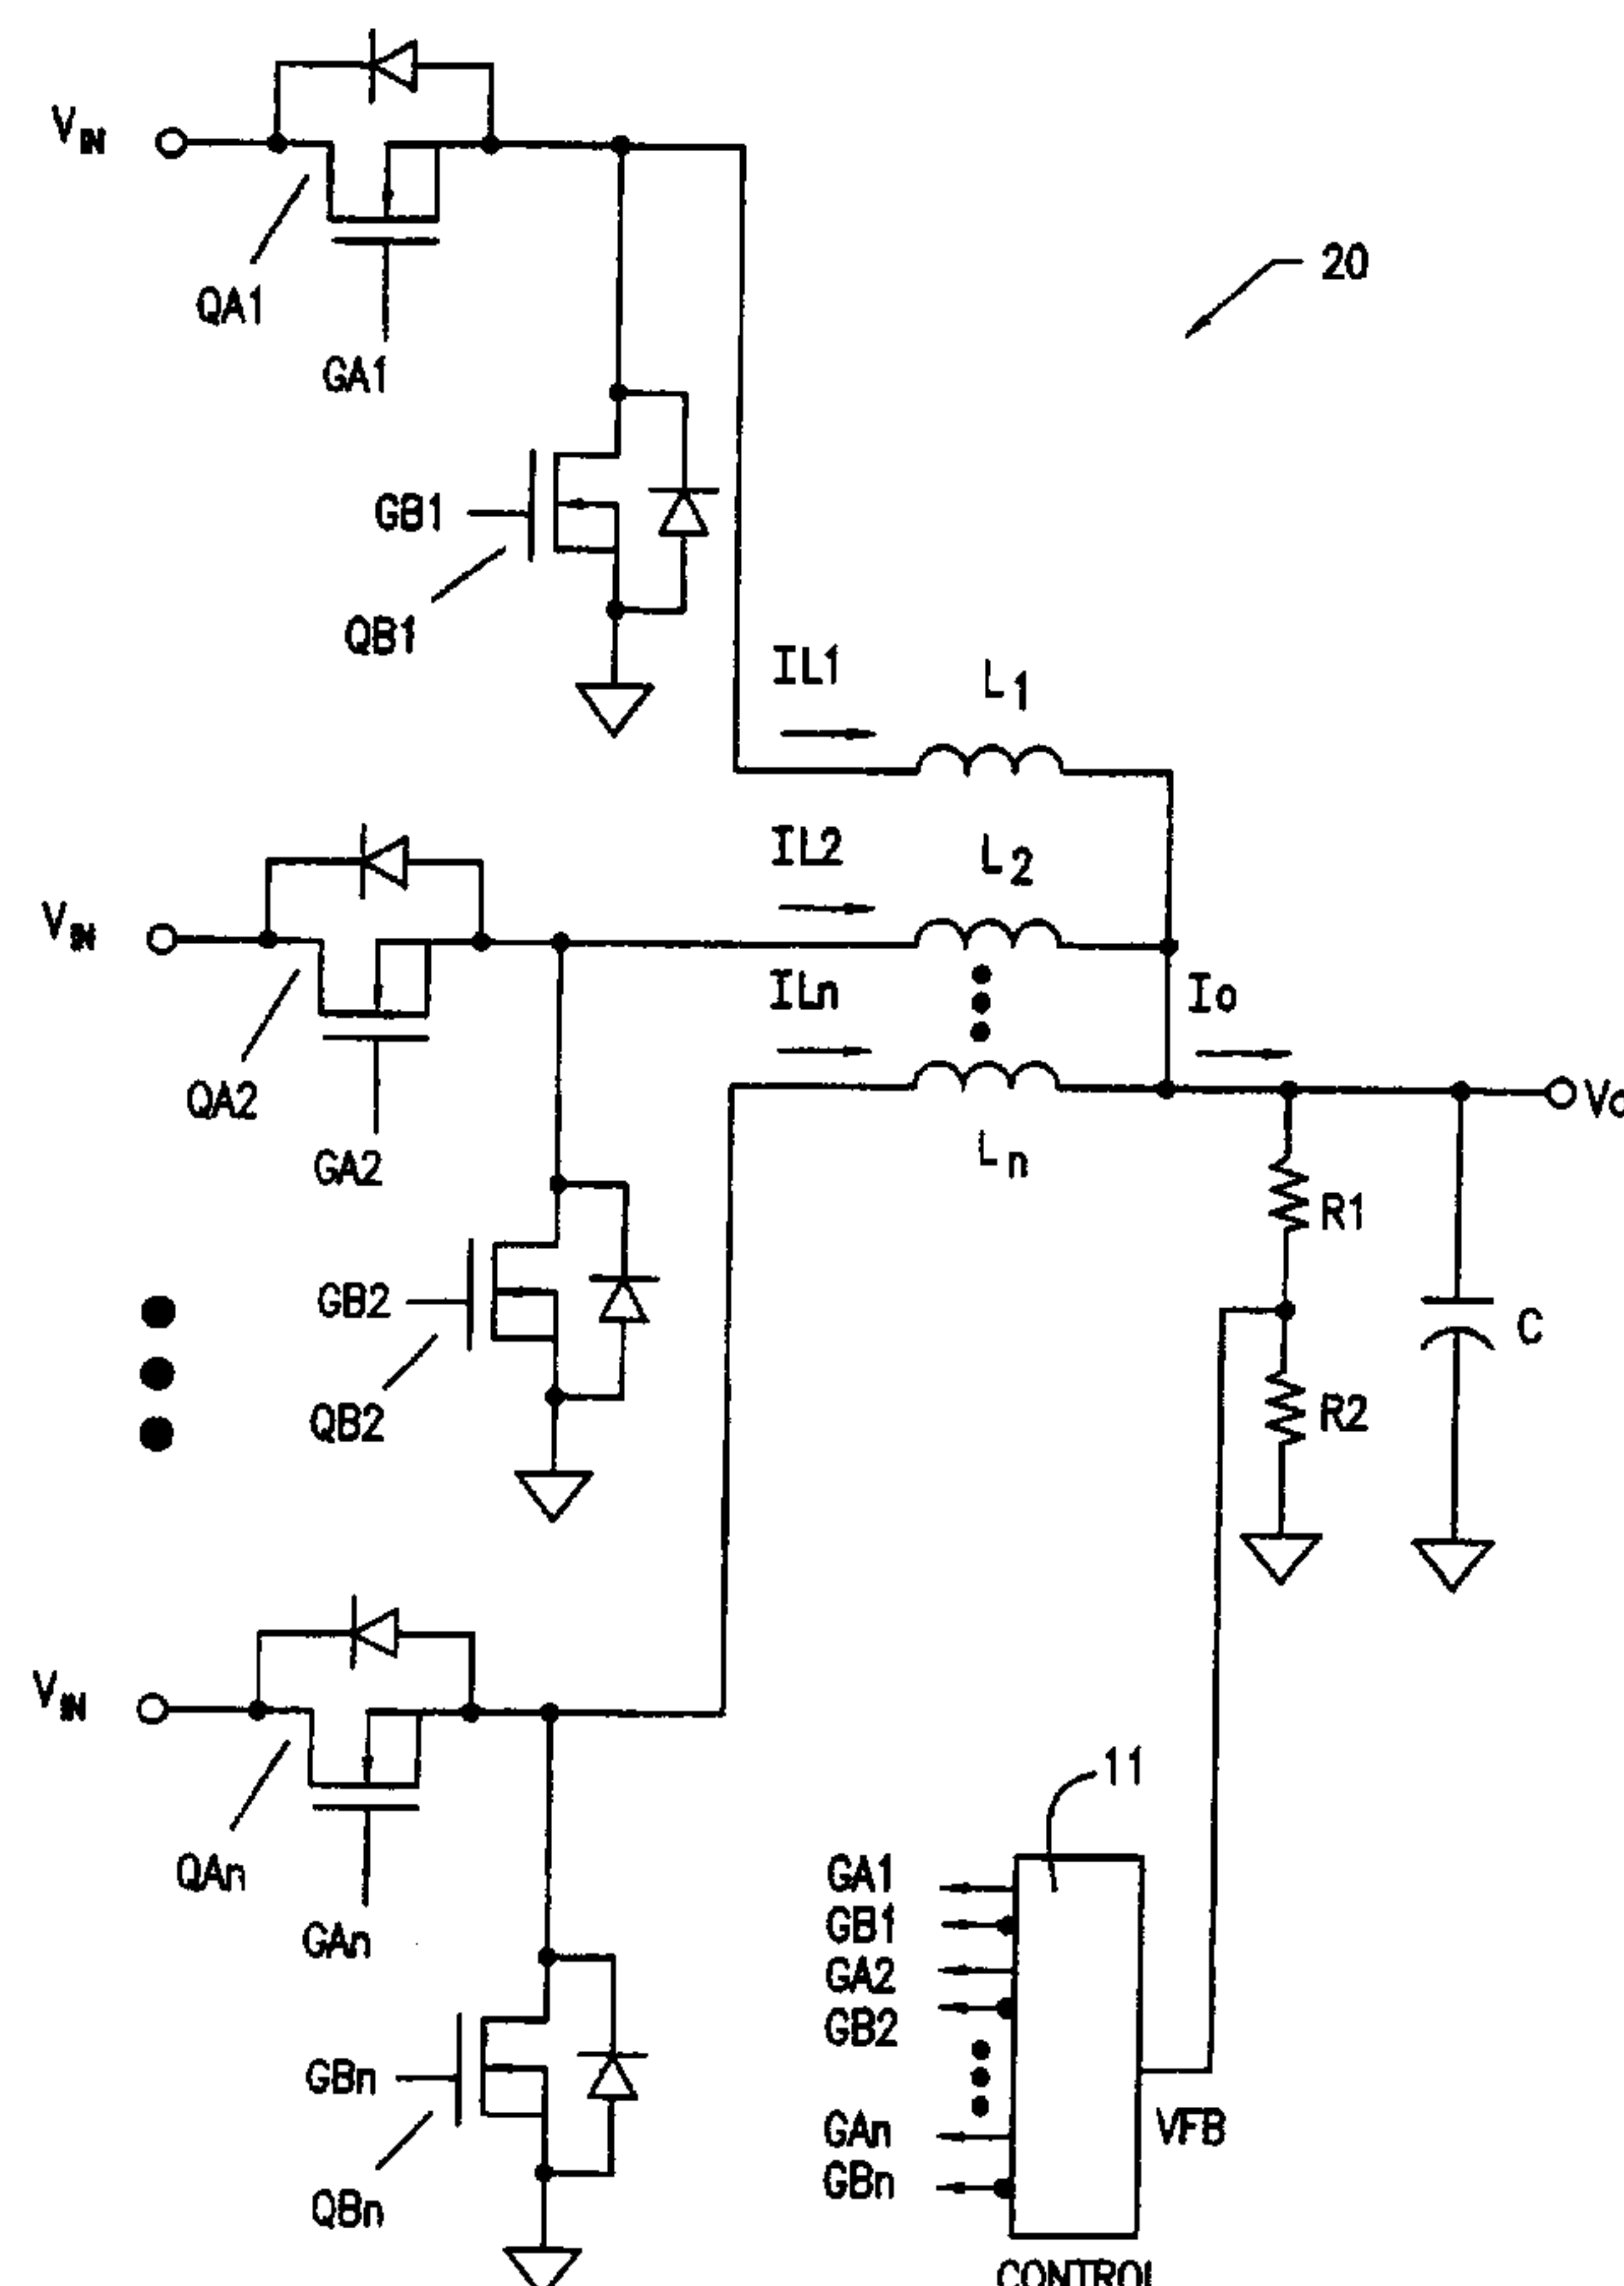 VIN
QA1
GA1
20
GB1
QB1
IL1
L1
IL2
L2
VIN
ILn
Io
QA2
Vo
GA2
Ln
R1
GB2
C
QB2
R2
VIN
11
QAn
GA1
GB1
GAn
GA2
GB2
GBn
GAn
VFB
GBn
QBn
CONTROL